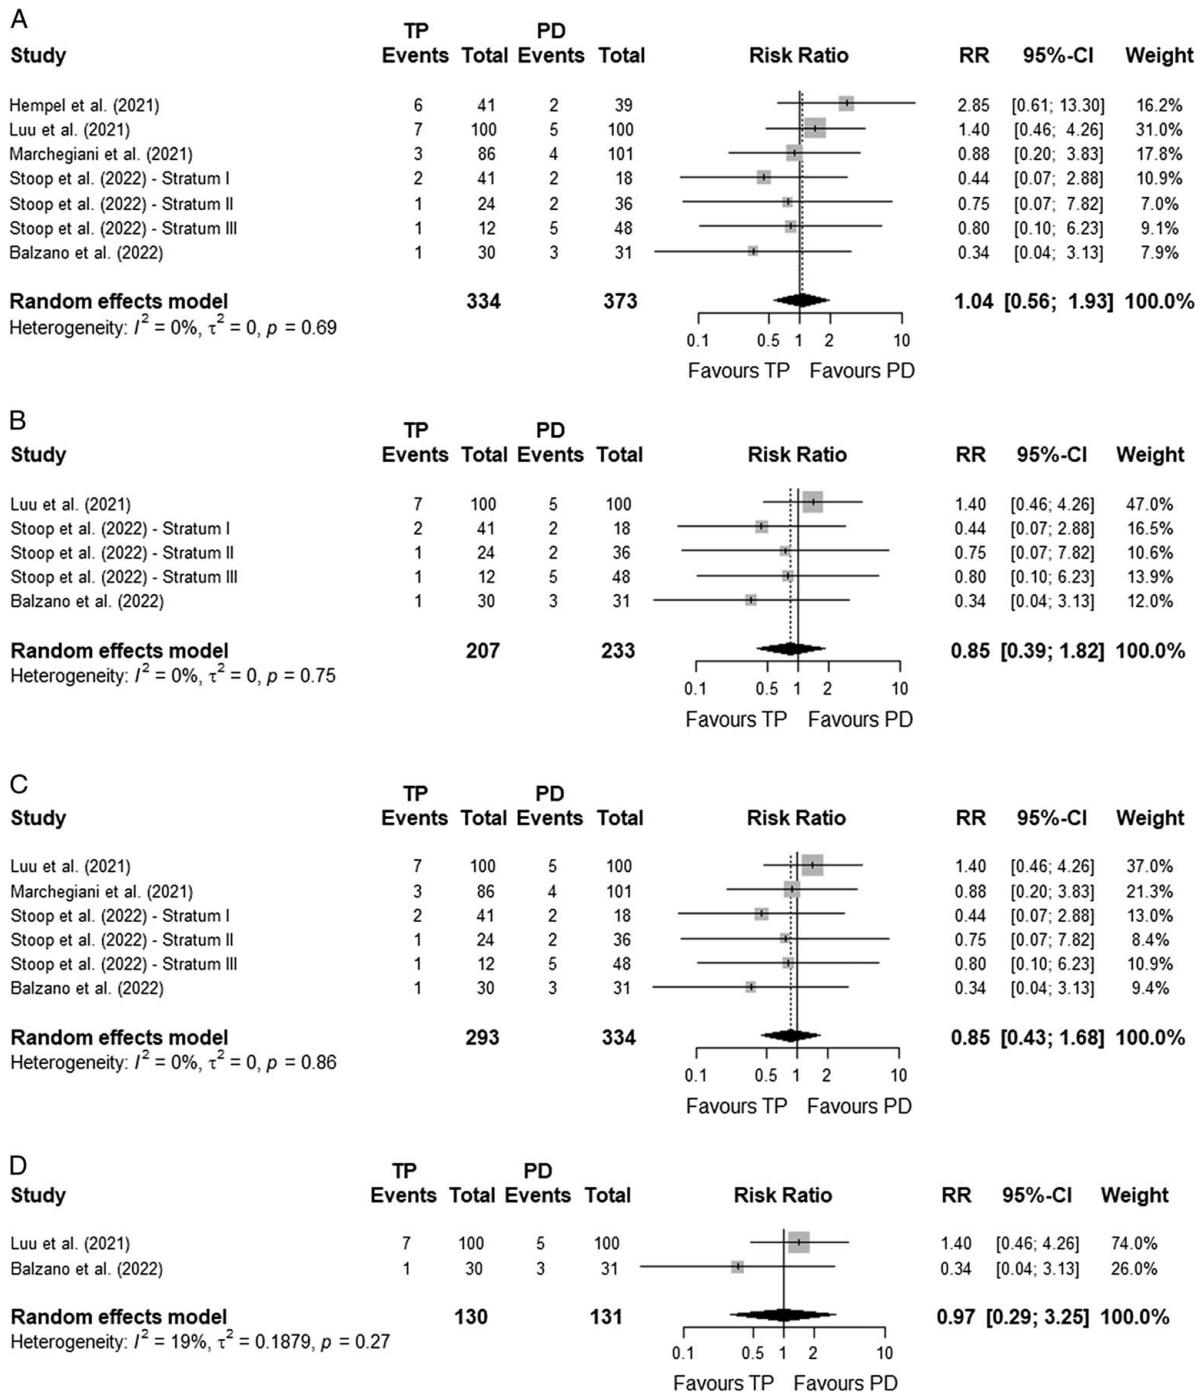 A
TP PD
Study Events Total Events Total Risk Ratio RR 95%-CI Weight
Hempel et al. (2021) 6 41 2 39 2.85 [0.61; 13.30] 16.2%
Luu et al. (2021) 7 100 5 100 1.40 [0.46; 4.26] 31.0%
Marchegiani et al. (2021) 3 86 4 101 0.88 [0.20; 3.83] 17.8%
Stoop et al. (2022) - Stratum I 2 41 2 18 0.44 [0.07; 2.88] 10.9%
Stoop et al. (2022) - Stratum II 1 24 2 36 0.75 [0.07; 7.82] 7.0%
Stoop et al. (2022) - Stratum III 1 12 5 48 0.80 [0.10; 6.23] 9.1%
Balzano et al. (2022) 1 30 3 31 0.34 [0.04; 3.13] 7.9%
Random effects model 334 373 1.04 [0.56; 1.93] 100.0%
Heterogeneity: I² = 0%, τ² = 0, p = 0.69
0.1 0.5 1 2 10
Favours TP Favours PD
B
TP PD
Study Events Total Events Total Risk Ratio RR 95%-CI Weight
Luu et al. (2021) 7 100 5 100 1.40 [0.46; 4.26] 47.0%
Stoop et al. (2022) - Stratum I 2 41 2 18 0.44 [0.07; 2.88] 16.5%
Stoop et al. (2022) - Stratum II 1 24 2 36 0.75 [0.07; 7.82] 10.6%
Stoop et al. (2022) - Stratum III 1 12 5 48 0.80 [0.10; 6.23] 13.9%
Balzano et al. (2022) 1 30 3 31 0.34 [0.04; 3.13] 12.0%
Random effects model 207 233 0.85 [0.39; 1.82] 100.0%
Heterogeneity: I² = 0%, τ² = 0, p = 0.75
0.1 0.5 1 2 10
Favours TP Favours PD
C
TP PD
Study Events Total Events Total Risk Ratio RR 95%-CI Weight
Luu et al. (2021) 7 100 5 100 1.40 [0.46; 4.26] 37.0%
Marchegiani et al. (2021) 3 86 4 101 0.88 [0.20; 3.83] 21.3%
Stoop et al. (2022) - Stratum I 2 41 2 18 0.44 [0.07; 2.88] 13.0%
Stoop et al. (2022) - Stratum II 1 24 2 36 0.75 [0.07; 7.82] 8.4%
Stoop et al. (2022) - Stratum III 1 12 5 48 0.80 [0.10; 6.23] 10.9%
Balzano et al. (2022) 1 30 3 31 0.34 [0.04; 3.13] 9.4%
Random effects model 293 334 0.85 [0.43; 1.68] 100.0%
Heterogeneity: I² = 0%, τ² = 0, p = 0.86
0.1 0.5 1 2 10
Favours TP Favours PD
D
TP PD
Study Events Total Events Total Risk Ratio RR 95%-CI Weight
Luu et al. (2021) 7 100 5 100 1.40 [0.46; 4.26] 74.0%
Balzano et al. (2022) 1 30 3 31 0.34 [0.04; 3.13] 26.0%
Random effects model 130 131 0.97 [0.29; 3.25] 100.0%
Heterogeneity: I² = 19%, τ² = 0.1879, p = 0.27
0.1 0.5 1 2 10
Favours TP Favours PD